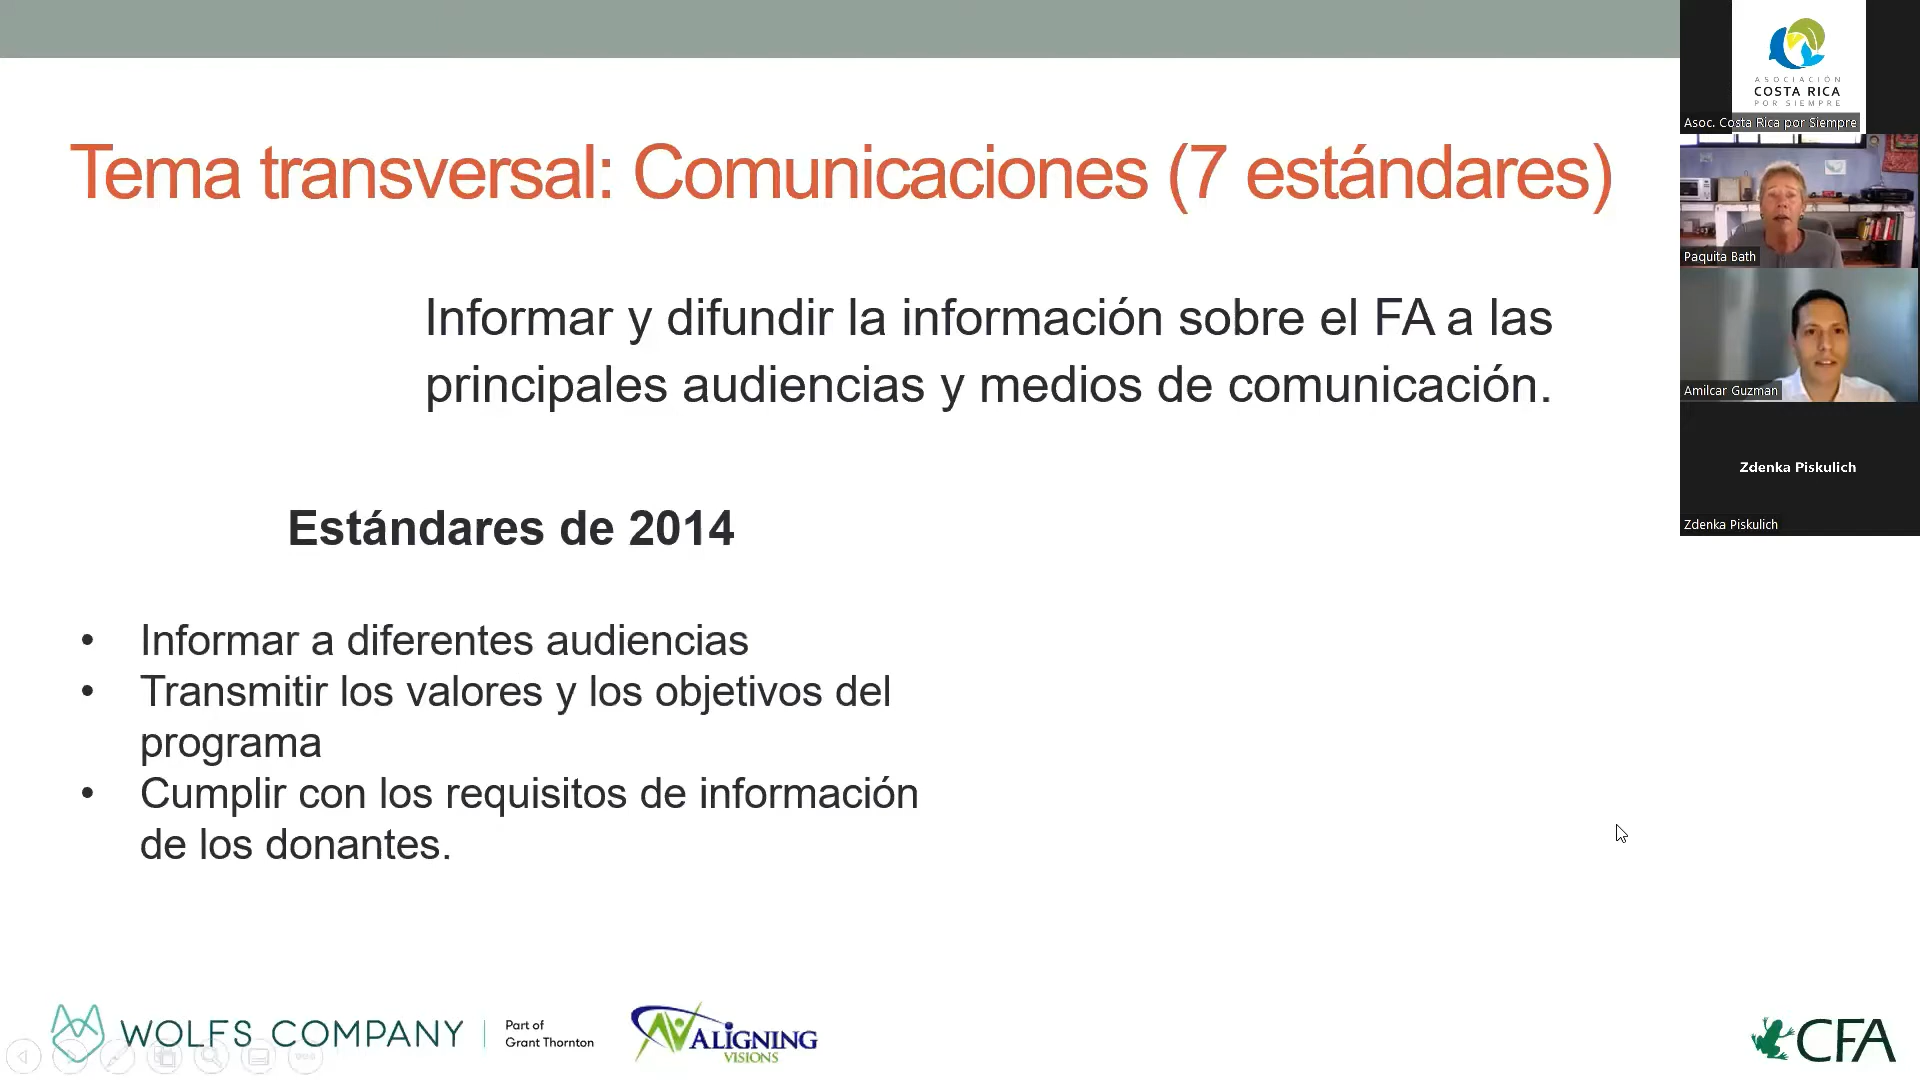 Tema transversal: Comunicaciones (7 estándares)
Informar y difundir la información sobre el FA a las
principales audiencias y medios de comunicación.
Estándares de 2014
• Informar a diferentes audiencias
• Transmitir los valores y los objetivos del
programa
• Cumplir con los requisitos de información
de los donantes.
WOLFS COMPANY
Part of
Grant Thornton
ALIGNING
VISIONS
CFA
ASOCIACIÓN
COSTA RICA
POR SIEMPRE
Asoc. Costa Rica por Siempre
Paquita Bath
Amilcar Guzman
Zdenka Piskulich
Zdenka Piskulich